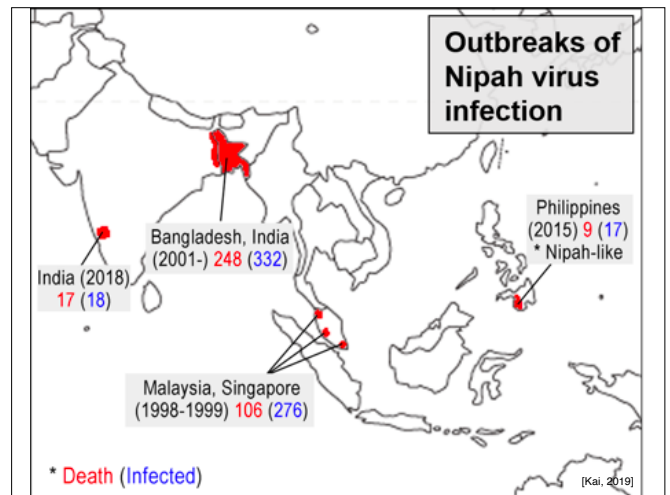 Outbreaks of
Nipah virus
infection
Philippines
(2015) 9 (17)
* Nipah-like
Bangladesh, India
(2001-) 248 (332)
India (2018)
17 (18)
Malaysia, Singapore
(1998-1999) 106 (276)
* Death (Infected)
[Kai, 2019]